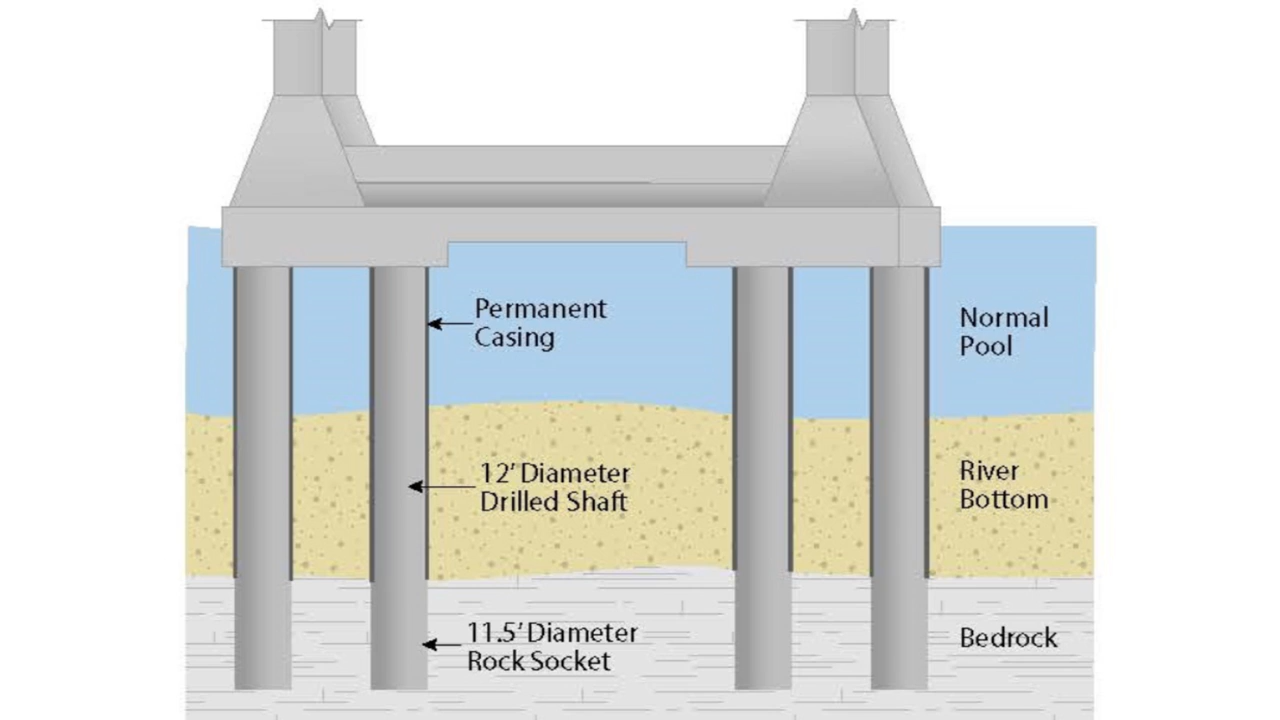 Permanent
Casing
Normal
Pool
12' Diameter
Drilled Shaft
River
Bottom
11.5' Diameter
Rock Socket
Bedrock